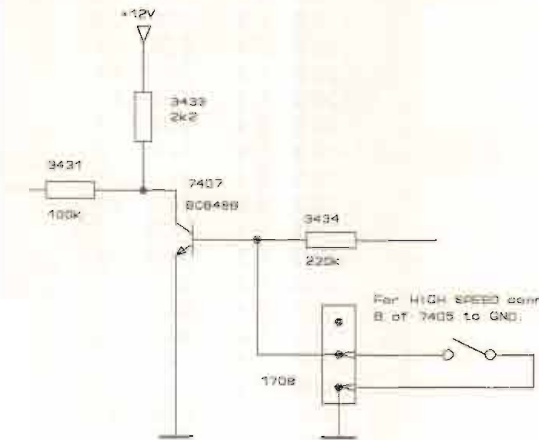 +12V
3433
2k2
3431
100k
7407
BC848B
3434
220k
For HIGH SPEED conn
B of 7405 to GND.
1708